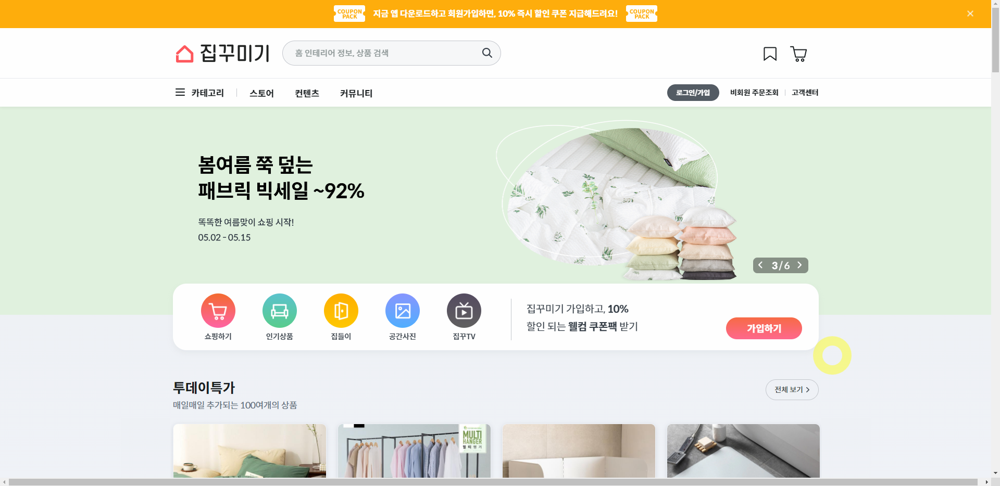 COUPON
PACK
지금 앱 다운로드하고 회원가입하면, 10% 즉시 할인 쿠폰 지급해드려요!
COUPON
PACK
집꾸미기
홈 인테리어 정보, 상품 검색
카테고리
스토어
컨텐츠
커뮤니티
로그인/가입
비회원 주문조회
고객센터
봄여름 쭉 덮는
패브릭 빅세일 ~92%
똑똑한 여름맞이 쇼핑 시작!
05.02 - 05.15
3/6
쇼핑하기
인기상품
집들이
공간사진
집꾸TV
집꾸미기 가입하고, 10%
할인 되는 웰컴 쿠폰팩 받기
가입하기
투데이특가
매일매일 추가되는 100여개의 상품
전체 보기
MULTI
HANGER
멀티행거